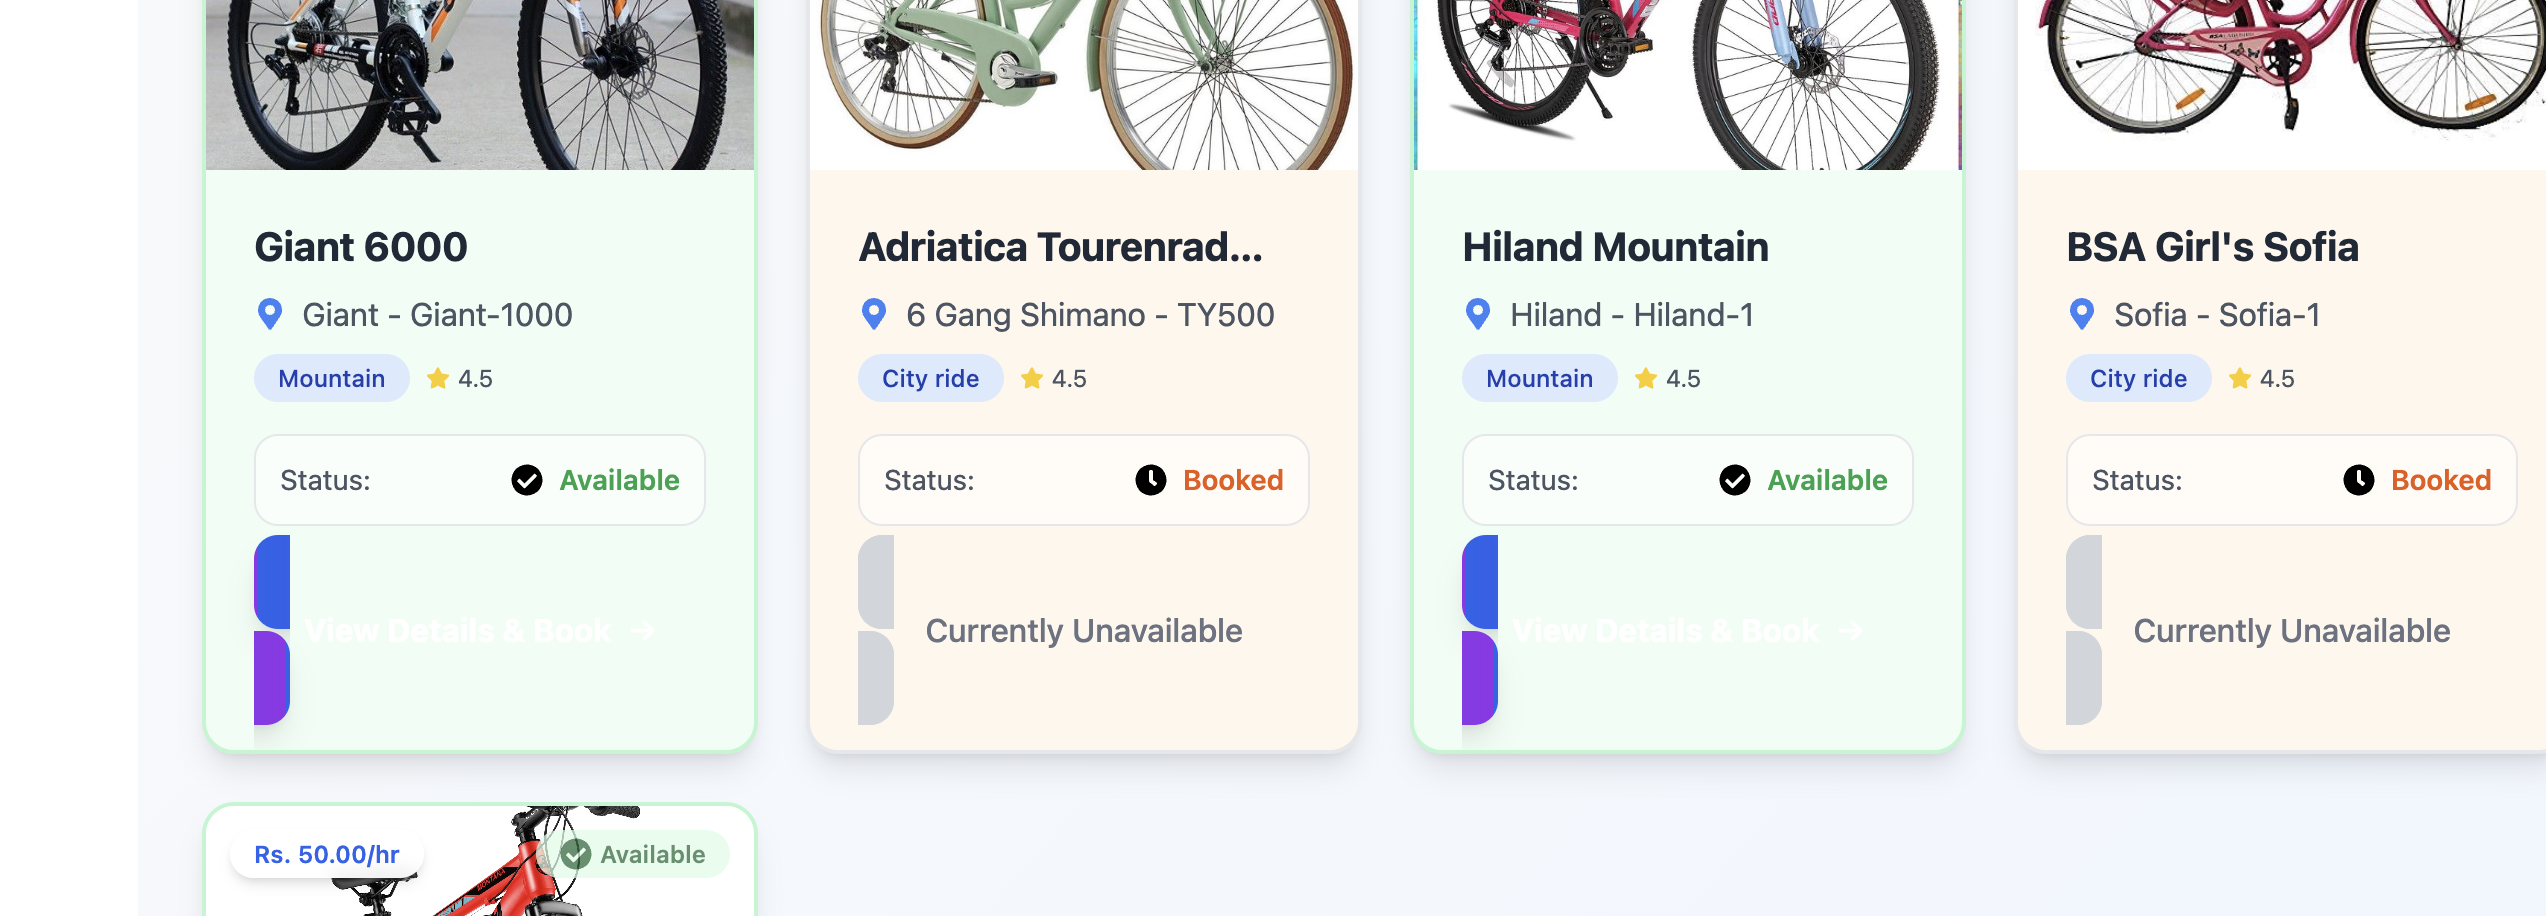 Giant 6000
Giant - Giant-1000
Mountain 4.5
Status: Available
View Details & Book →
Adriatica Tourenrad...
6 Gang Shimano - TY500
City ride 4.5
Status: Booked
Currently Unavailable
Hiland Mountain
Hiland - Hiland-1
Mountain 4.5
Status: Available
View Details & Book →
BSA Girl's Sofia
Sofia - Sofia-1
City ride 4.5
Status: Booked
Currently Unavailable
Rs. 50.00/hr
Available